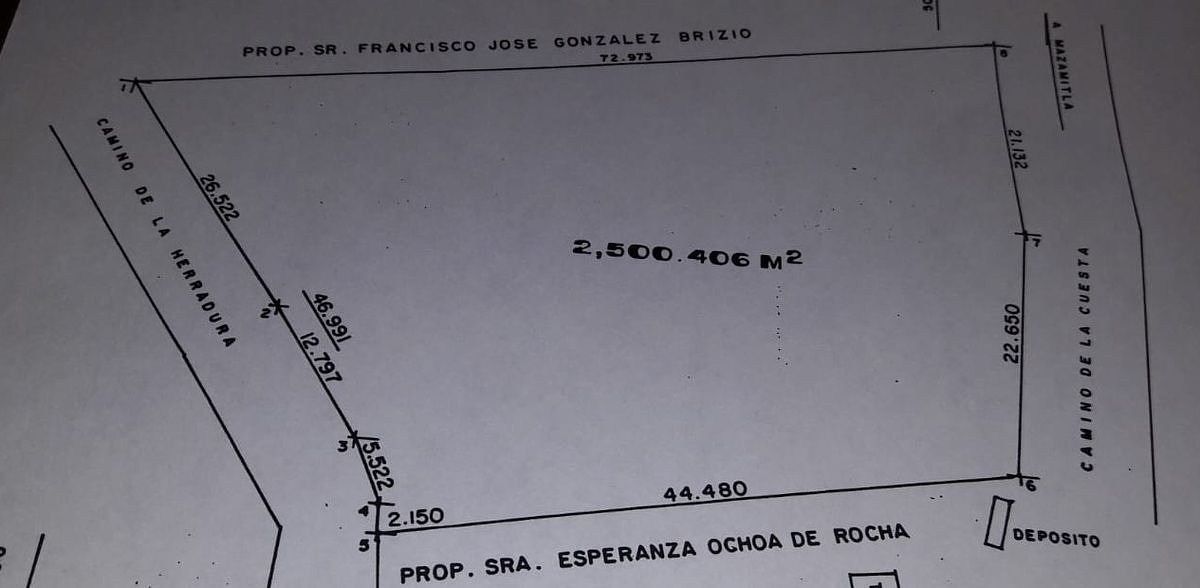 PROP. SR. FRANCISCO JOSE GONZALEZ BRIZIO
72.973
A MAZAMITLA
1
8
21.132
CAMINO DE LA HERRADURA
26.522
2,500.406 M2
7
2
46.991
12.797
22.650
CAMINO DE LA CUESTA
3
5.522
44.480
6
4
2.150
5
DEPOSITO
PROP. SRA. ESPERANZA OCHOA DE ROCHA